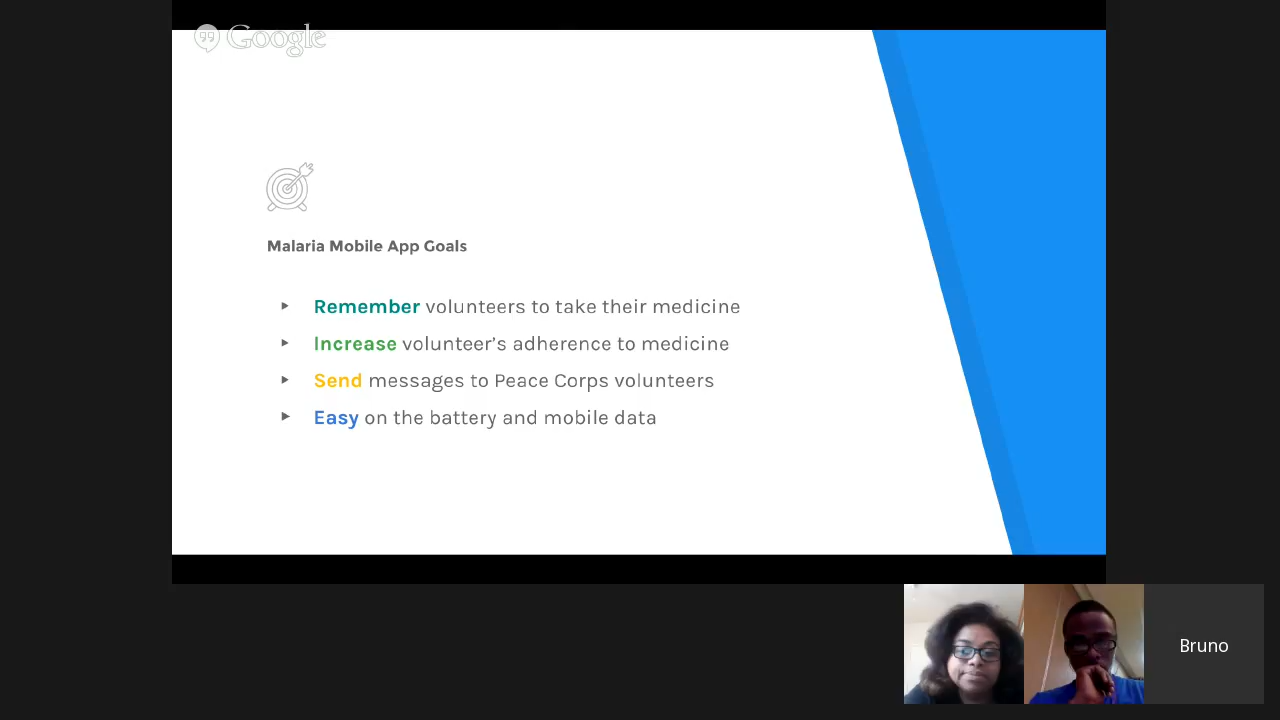 Google
Malaria Mobile App Goals
Remember volunteers to take their medicine
Increase volunteer’s adherence to medicine
Send messages to Peace Corps volunteers
Easy on the battery and mobile data
Bruno